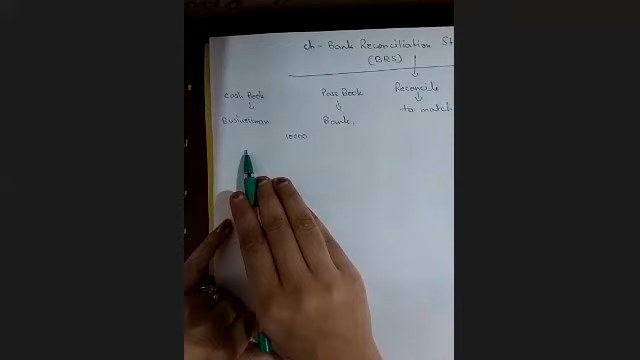 ch- Bank Reconciliation St
(BRS)
Cash Book Pass Book Reconcile
Businessman Bank. to match
10000